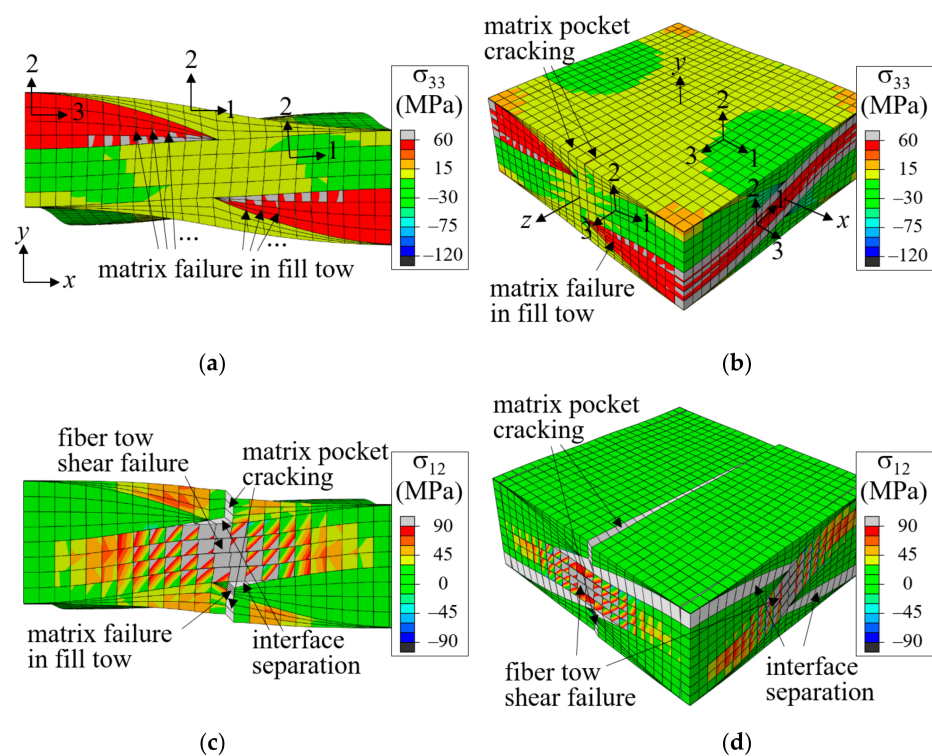 matrix pocket
cracking
(a)
(b)
2
3
2
1
2
1
σ33
(MPa)
60
15
−30
−75
−120
...
...
matrix failure in fill tow
y
x
y
2
3
1
2
1
3
2
1
3
z
x
matrix failure
in fill tow
σ33
(MPa)
60
15
−30
−75
−120
(a)
(b)
fiber tow
shear failure
matrix pocket
cracking
matrix failure
in fill tow
interface
separation
σ12
(MPa)
90
45
0
−45
−90
matrix pocket
cracking
fiber tow
shear failure
interface
separation
σ12
(MPa)
90
45
0
−45
−90
(c)
(d)